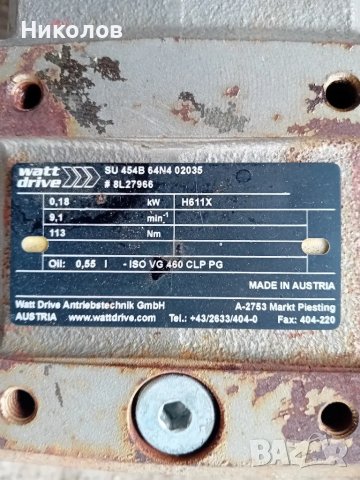 Николов
watt drive
SU 454B 64N4 02035
# 8L27966
0,18 kW H611X
9,1 min⁻¹
113 Nm
Oil: 0,55 l - ISO VG 460 CLP PG
MADE IN AUSTRIA
Watt Drive Antriebstechnik GmbH A-2753 Markt Piesting
AUSTRIA www.wattdrive.com Tel.: +43/2633/404-0 Fax: 404-220
BAZAR